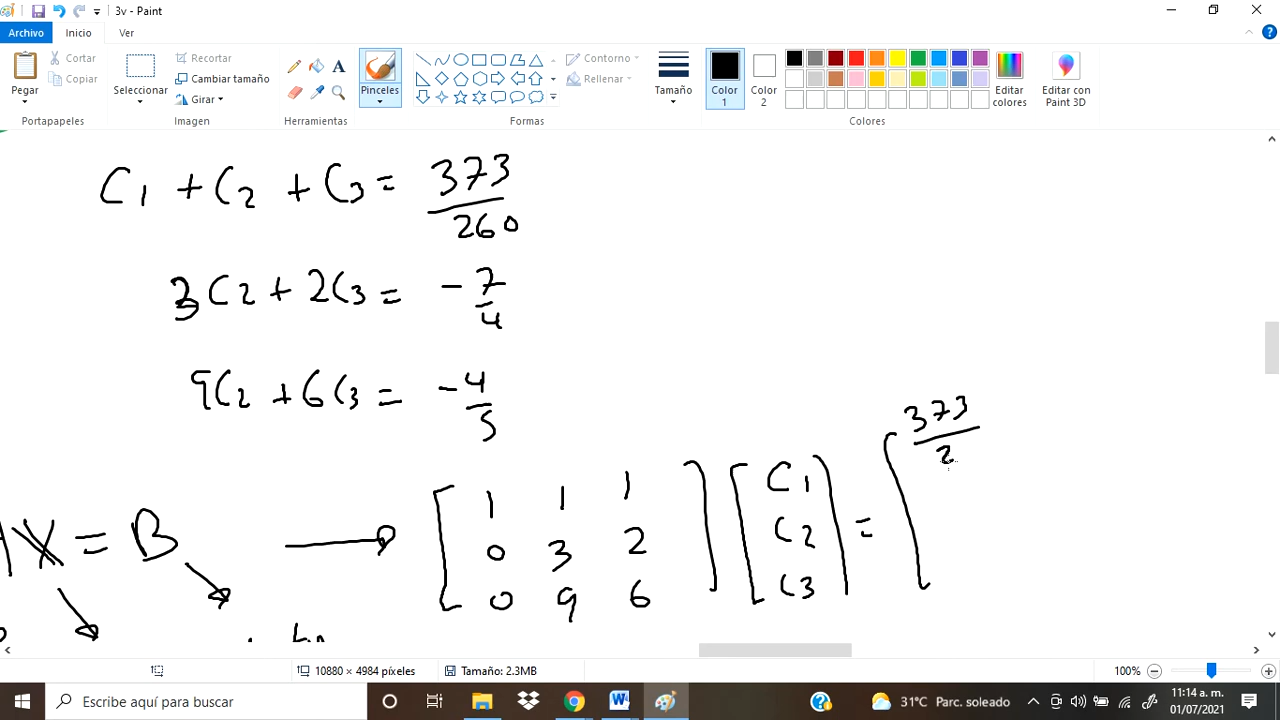 3v - Paint
Archivo Inicio Ver
Pegar
Cortar
Copiar
Portapapeles
Seleccionar
Recortar
Cambiar tamaño
Girar
Imagen
A
Herramientas
Pinceles
Contorno
Rellenar
Formas
Tamaño
Color 1
Color 2
Editar colores
Editar con Paint 3D
Colores
C1 + C2 + C3 = 373/260
3C2 + 2C3 = -7/4
9C2 + 6C3 = -4/5
X = B
1 1 1
0 3 2
0 9 6
C1
C2
C3
=
373/2
10880 × 4984 píxeles
Tamaño: 2.3MB
100%
Escribe aquí para buscar
31°C Parc. soleado
11:14 a. m.
01/07/2021